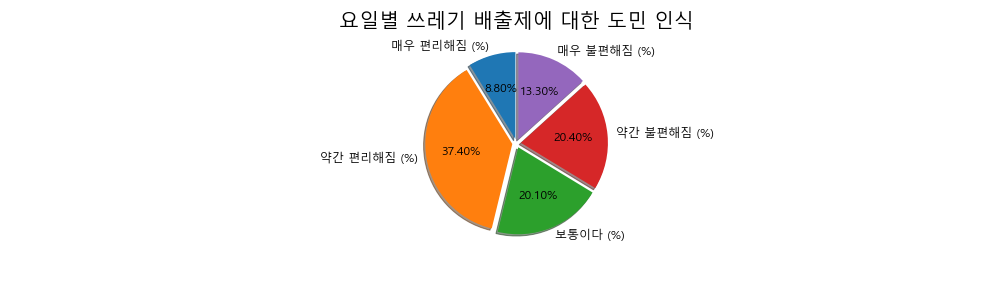 요일별 쓰레기 배출제에 대한 도민 인식
매우 편리해짐 (%)
매우 불편해짐 (%)
8.80%
13.30%
약간 불편해짐 (%)
20.40%
37.40%
약간 편리해짐 (%)
20.10%
보통이다 (%)